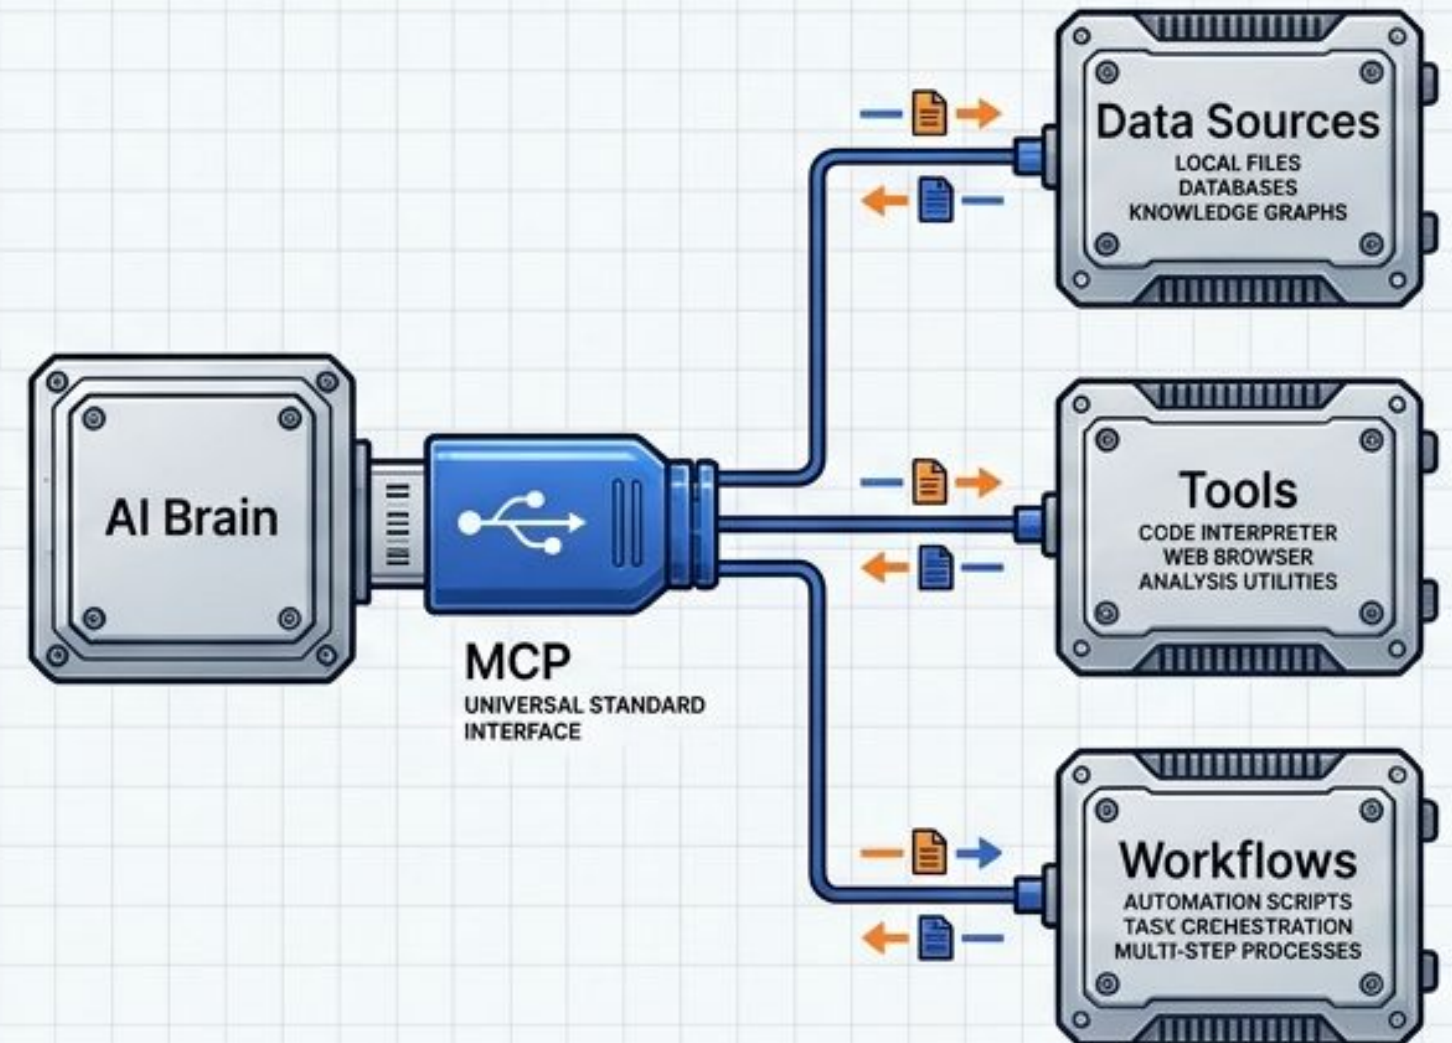 AI Brain
MCP
UNIVERSAL STANDARD
INTERFACE
Data Sources
LOCAL FILES
DATABASES
KNOWLEDGE GRAPHS
Tools
CODE INTERPRETER
WEB BROWSER
ANALYSIS UTILITIES
Workflows
AUTOMATION SCRIPTS
TASK CRCHESTRATION
MULTI-STEP PROCESSES